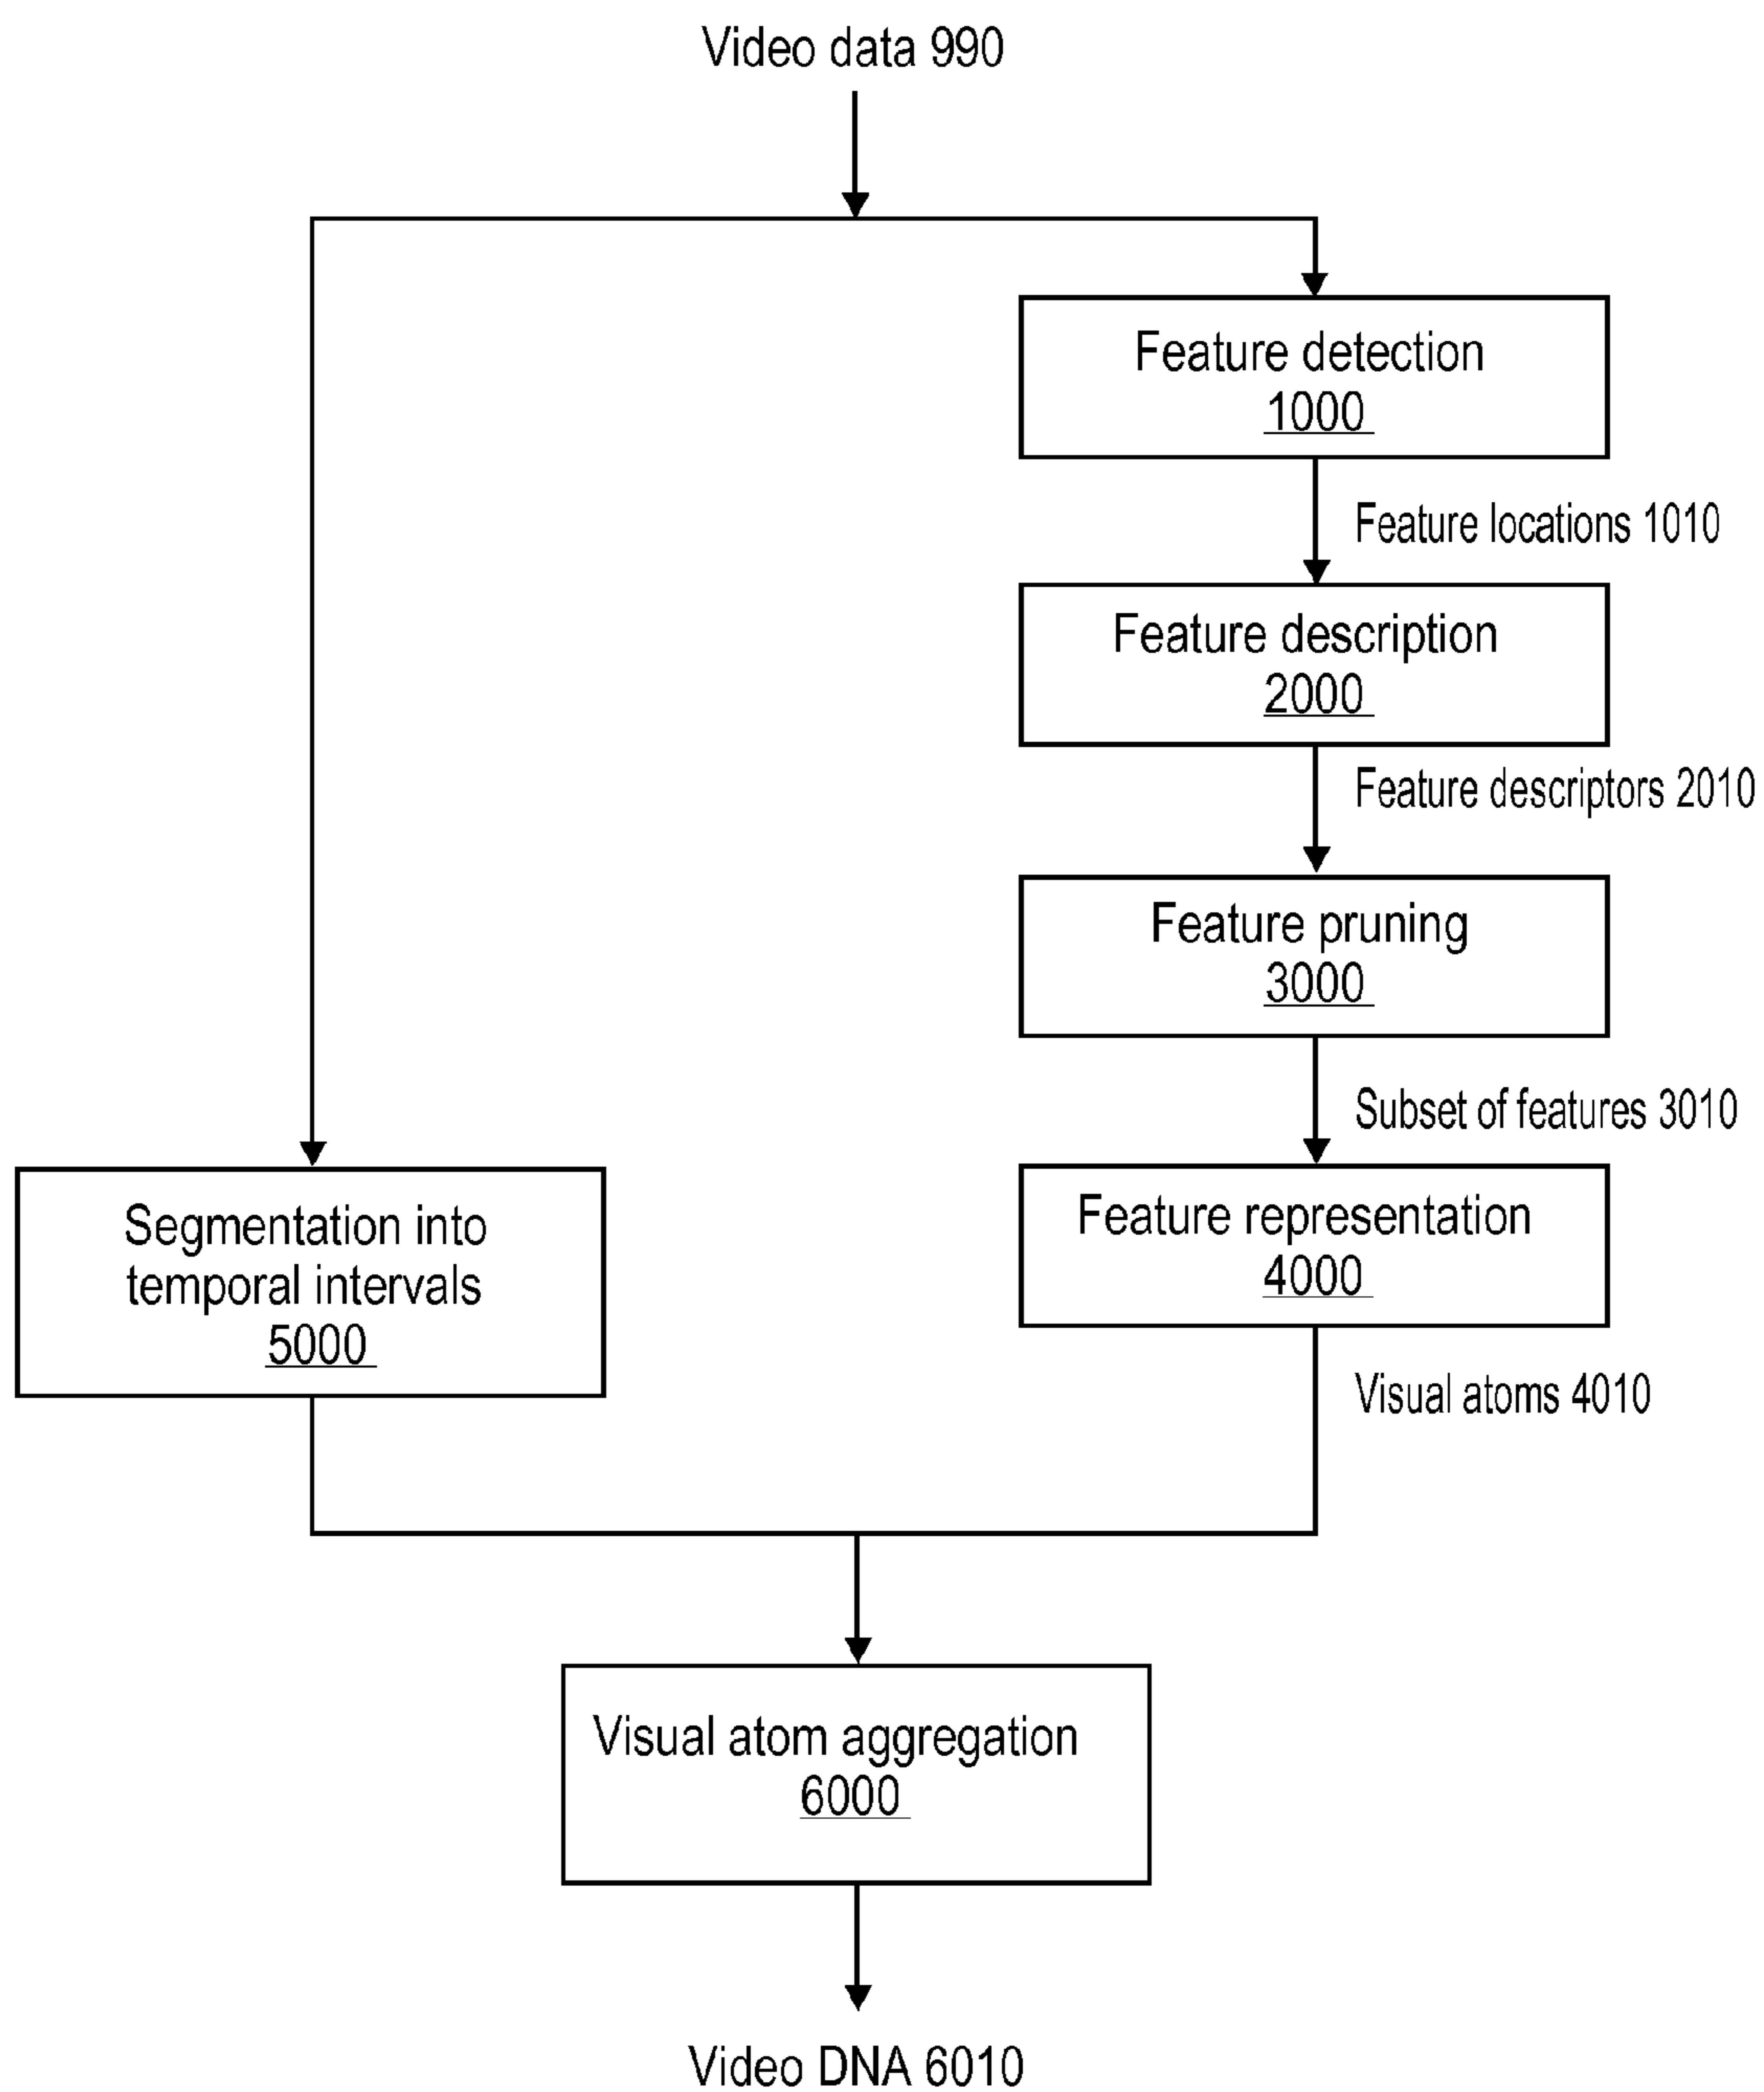 Video data 990
Feature detection
1000
Feature locations 1010
Feature description
2000
Feature descriptors 2010
Feature pruning
3000
Subset of features 3010
Segmentation into
temporal intervals
5000
Feature representation
4000
Visual atoms 4010
Visual atom aggregation
6000
Video DNA 6010